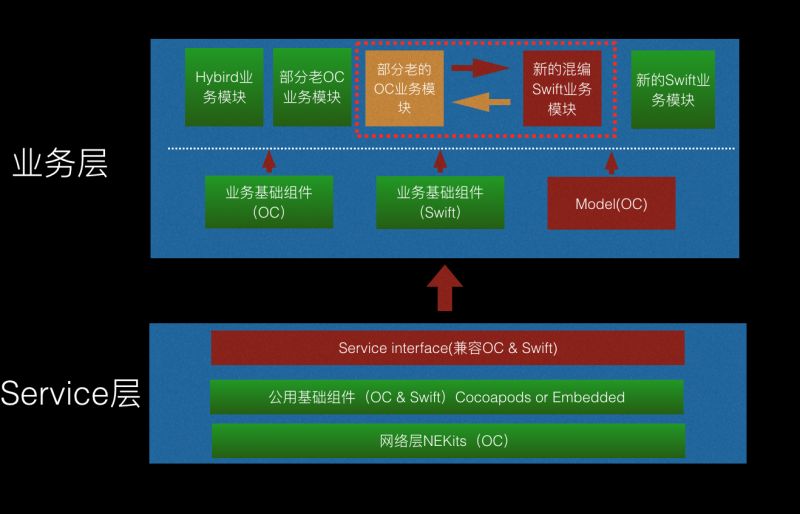 Hybird业
务模块
部分老OC
业务模块
部分老的
OC业务模
块
新的混编
Swift业务
模块
新的Swift业
务模块
业务层
业务基础组件
（OC）
业务基础组件
（Swift）
Model(OC)
Service层
Service interface(兼容OC & Swift)
公用基础组件（OC & Swift）Cocoapods or Embedded
网络层NEKits（OC）